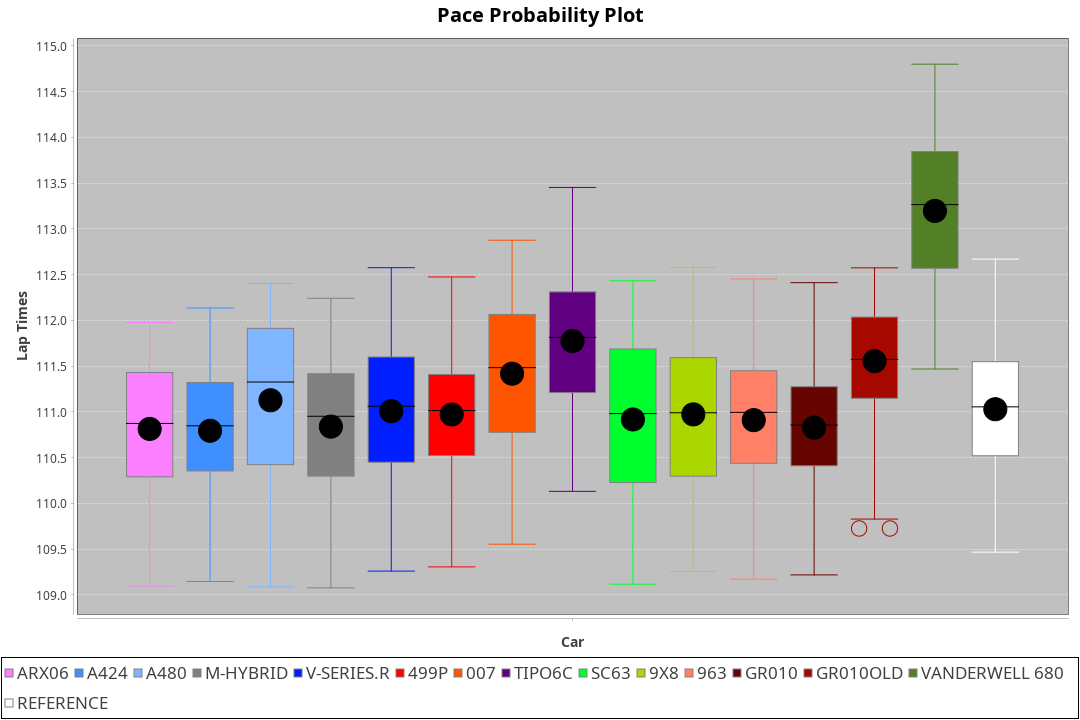 Pace Probability Plot
115.0
114.5
114.0
113.5
113.0
112.5
112.0
111.5
111.0
110.5
110.0
109.5
109.0
Lap Times
Car
ARX06 A424 A480 M-HYBRID V-SERIES.R 499P 007 TIPO6C SC63 9X8 963 GR010 GR010OLD VANDERWELL 680
REFERENCE